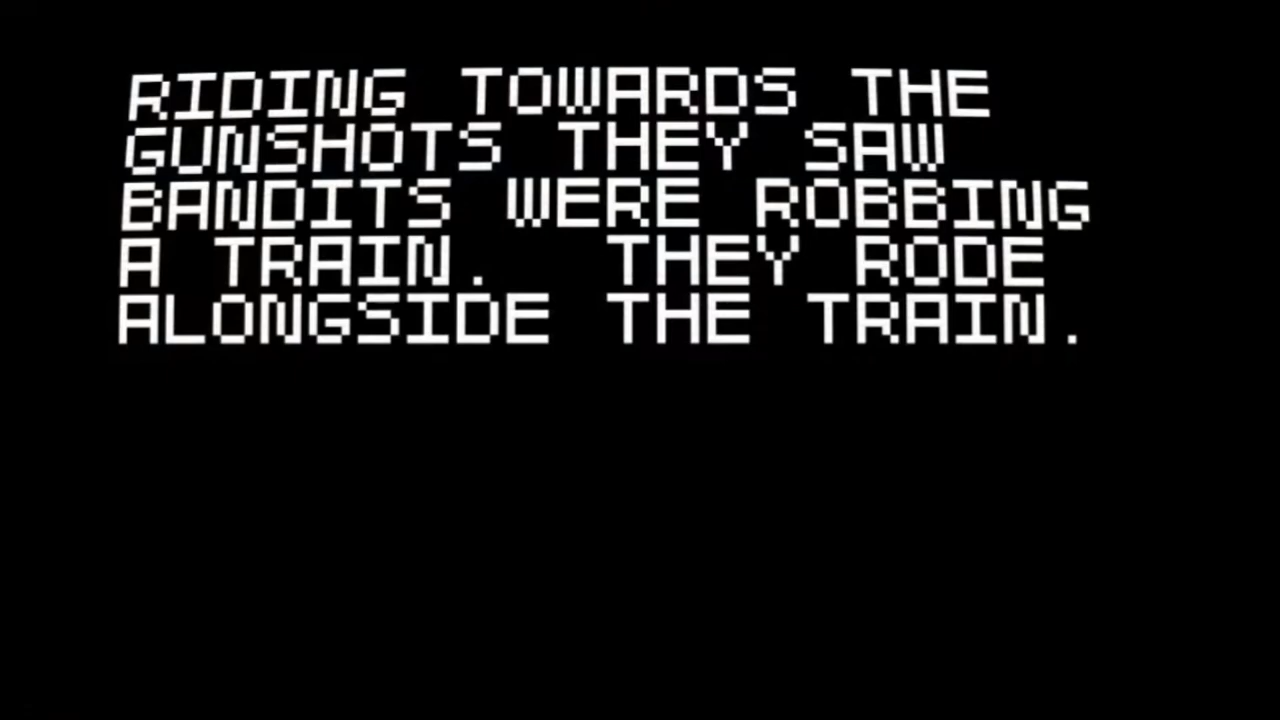 RIDING TOWARDS THE
GUNSHOTS THEY SAW
BANDITS WERE ROBBING
A TRAIN.  THEY RODE
ALONGSIDE THE TRAIN.